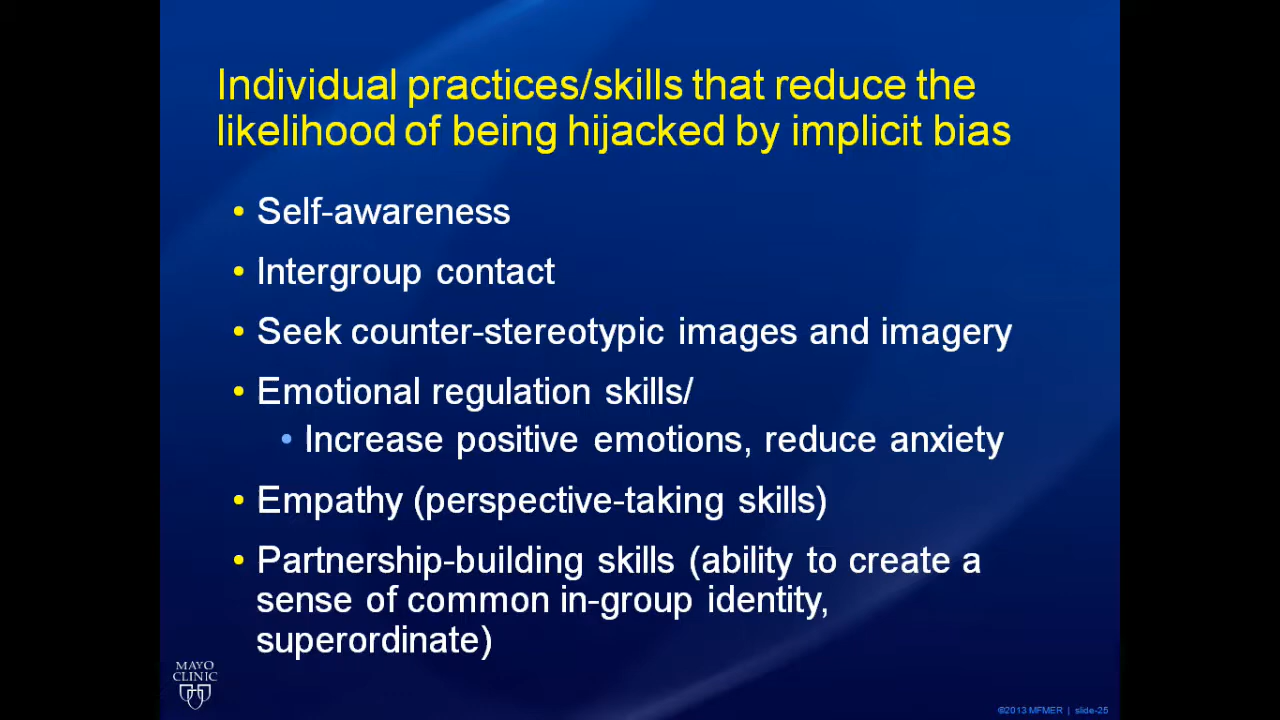 Individual practices/skills that reduce the
likelihood of being hijacked by implicit bias
• Self-awareness
• Intergroup contact
• Seek counter-stereotypic images and imagery
• Emotional regulation skills/
• Increase positive emotions, reduce anxiety
• Empathy (perspective-taking skills)
• Partnership-building skills (ability to create a
sense of common in-group identity,
superordinate)
MAYO
CLINIC
©2013 MFMER | slide-25